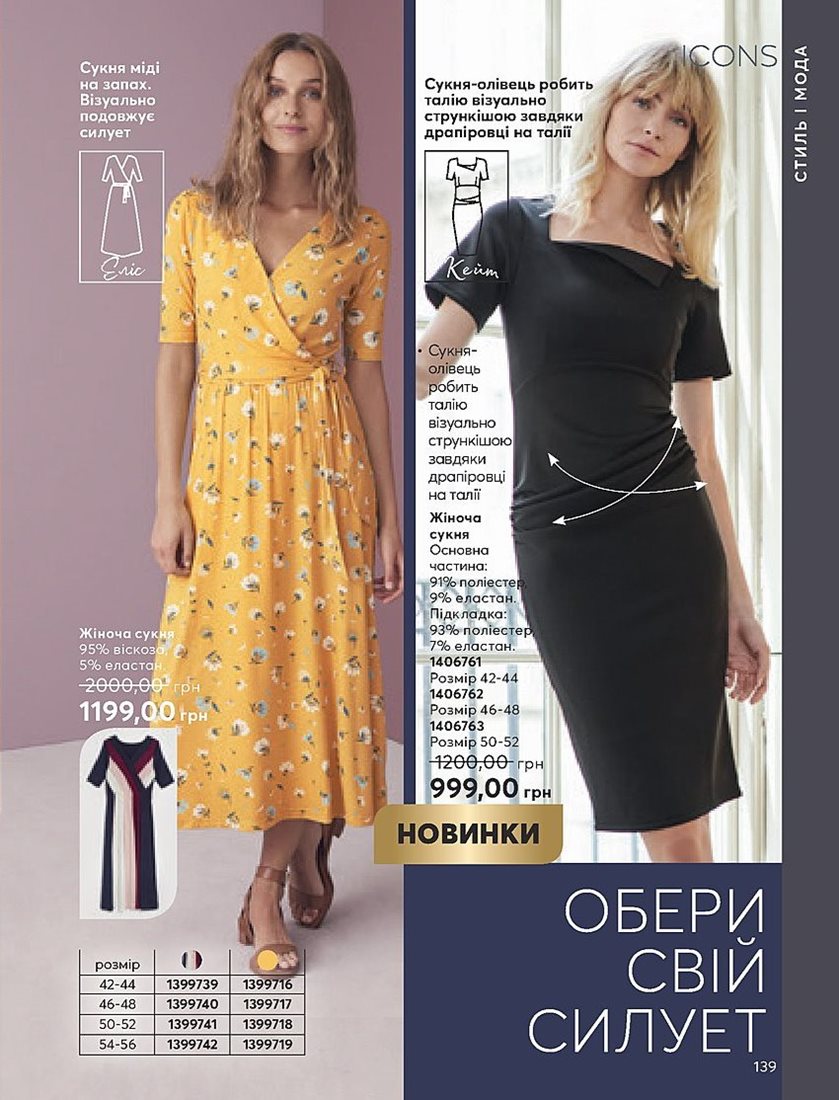 Сукня міді
на запах.
Візуально
подовжує
силует
Еліс
Жіноча сукня
95% віскоза,
5% еластан.
2000,00 грн
1199,00 грн
розмір
42-44 1399739 1399716
46-48 1399740 1399717
50-52 1399741 1399718
54-56 1399742 1399719
ICONS
СТИЛЬ І МОДА
Сукня-олівець робить
талію візуально
стрункішою завдяки
драпіровці на талії
Кейт
• Сукня-
олівець
робить
талію
візуально
стрункішою
завдяки
драпіровці
на талії
Жіноча
сукня
Основна
частина:
91% поліестер,
9% еластан.
Підкладка:
93% поліестер,
7% еластан.
1406761
Розмір 42-44
1406762
Розмір 46-48
1406763
Розмір 50-52
1200,00 грн
999,00 грн
НОВИНКИ
ОБЕРИ
СВІЙ
СИЛУЕТ
139